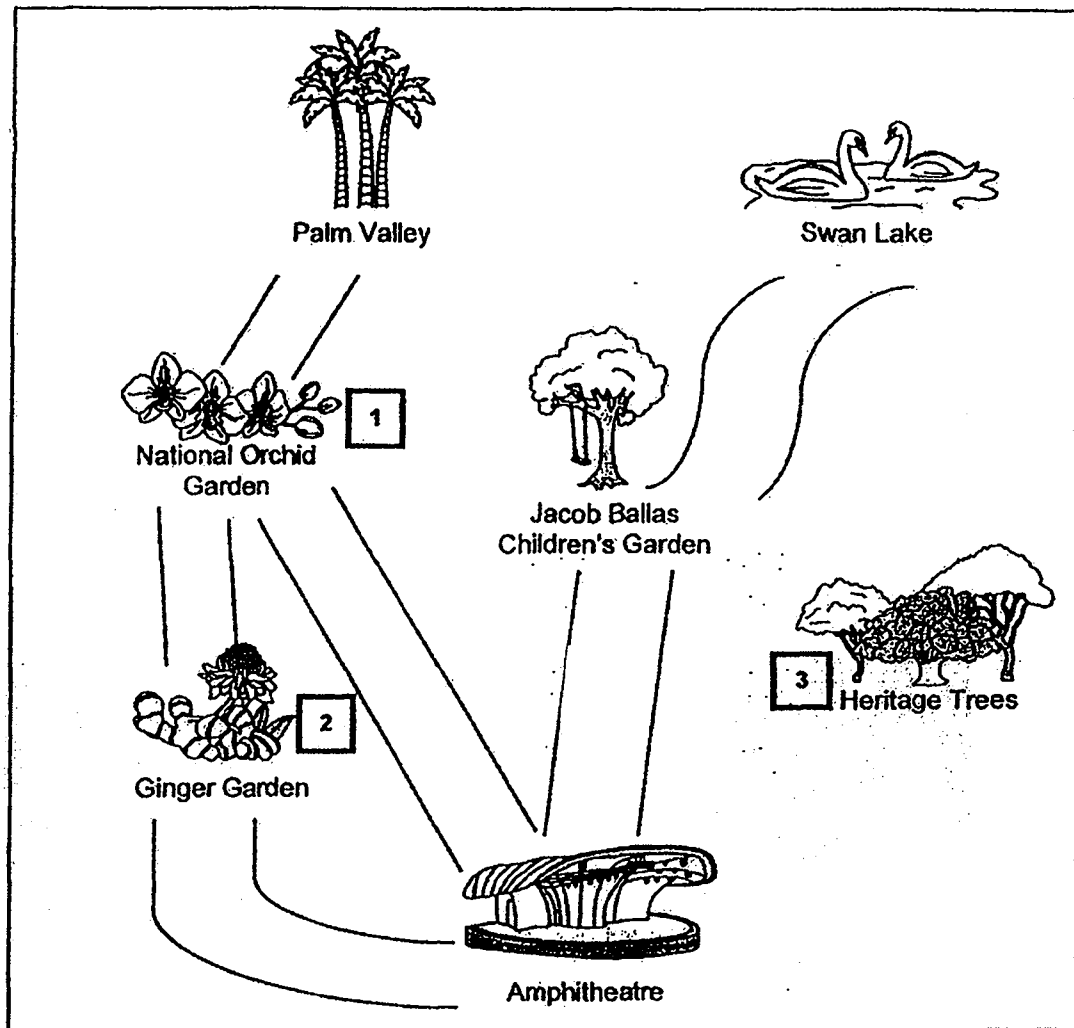 Palm Valley
Swan Lake
1
National Orchid
Garden
Jacob Ballas
Children's Garden
3
Heritage Trees
2
Ginger Garden
Amphitheatre